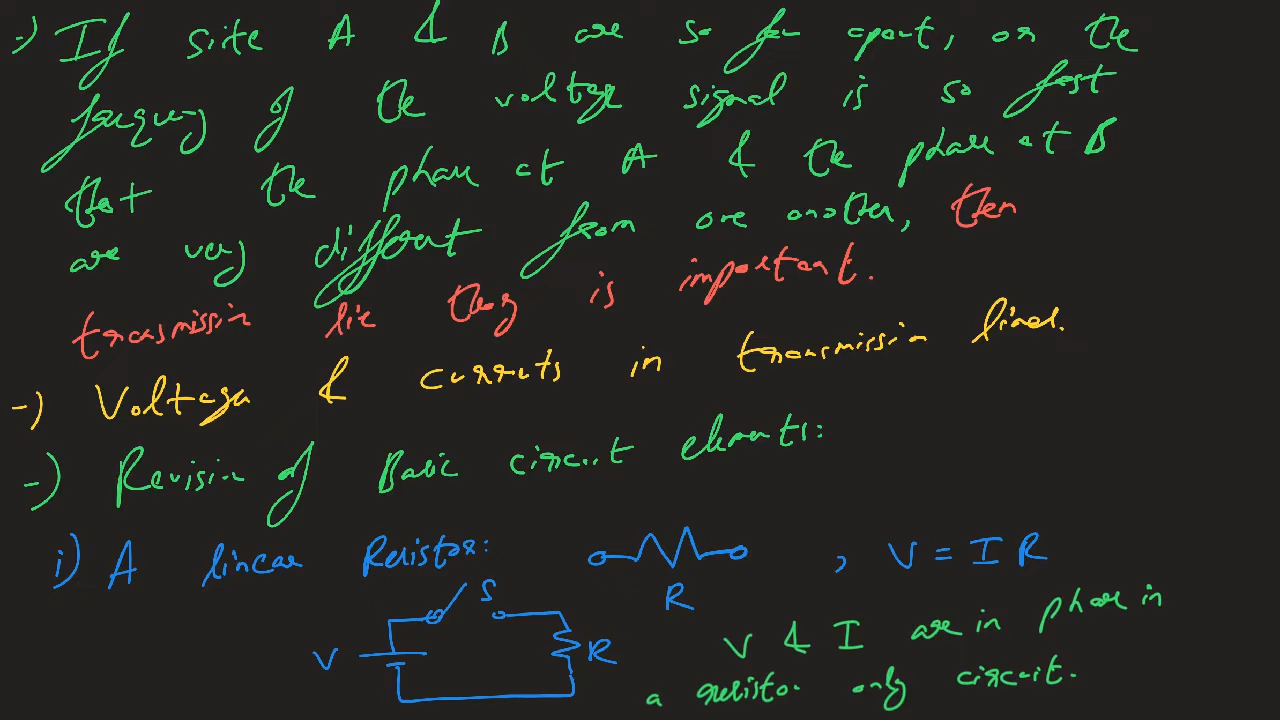 -) If site A & B are so far apart, or the
frequency of the voltage signal is so fast
that the phase at A & the phase at B
are very different from one another, then
transmission line theory is important.
-) Voltage & currents in transmission lines.
-) Revision of Basic circuit elements:
i) A linear Resistor: R , V = I R
S
V R
V & I are in phase in
a resistor only circuit.